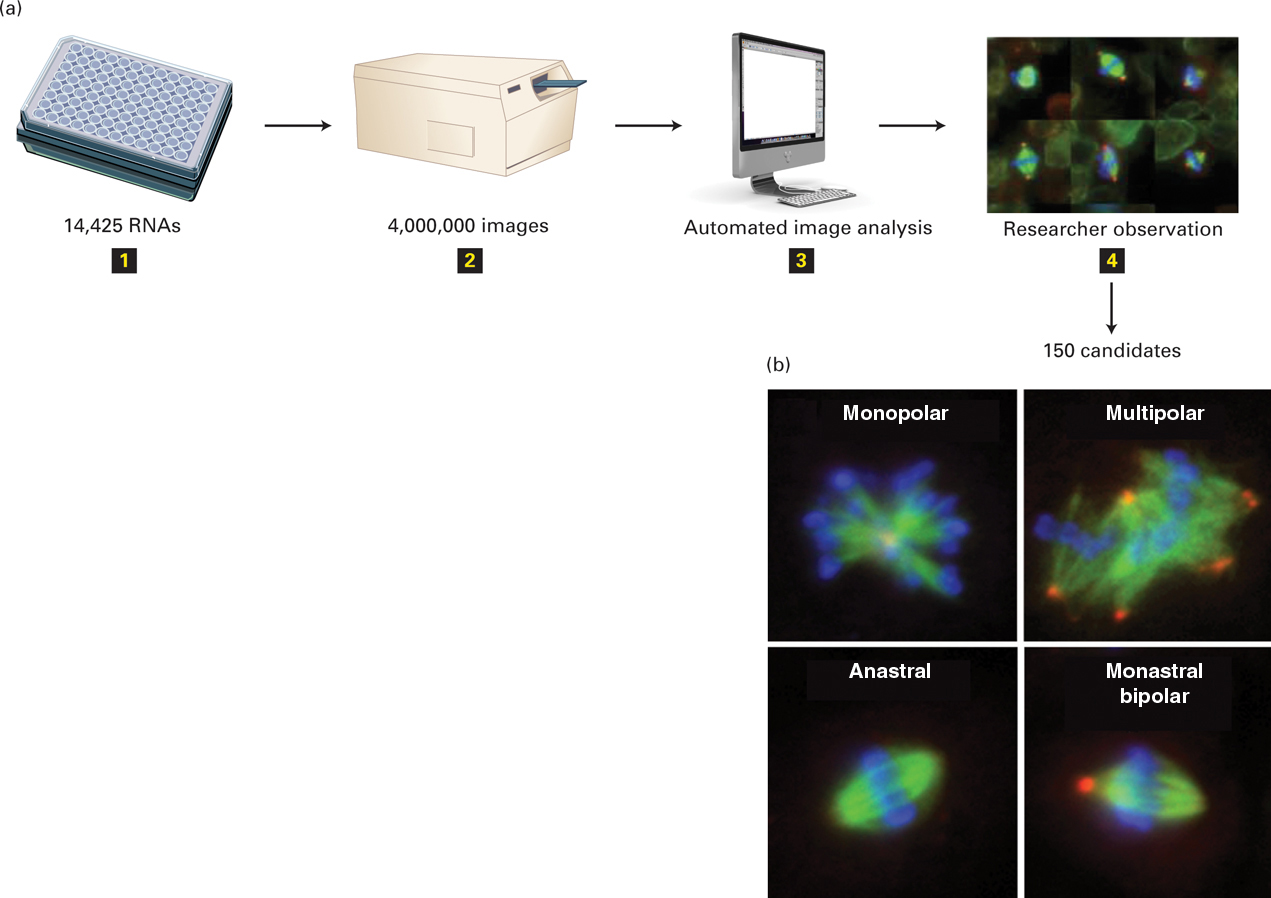 (a)
14,425 RNAs
1
4,000,000 images
2
Automated image analysis
3
Researcher observation
4
150 candidates
(b)
Monopolar
Multipolar
Anastral
Monastral
bipolar